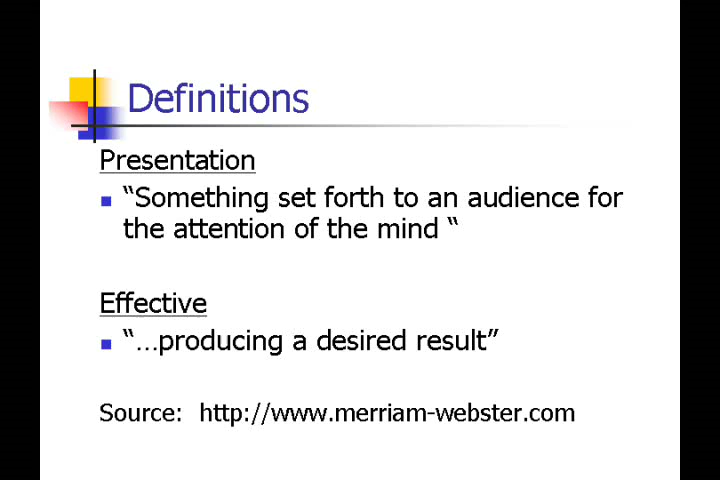 Definitions
Presentation
“Something set forth to an audience for
the attention of the mind “
Effective
“…producing a desired result”
Source:  http://www.merriam-webster.com